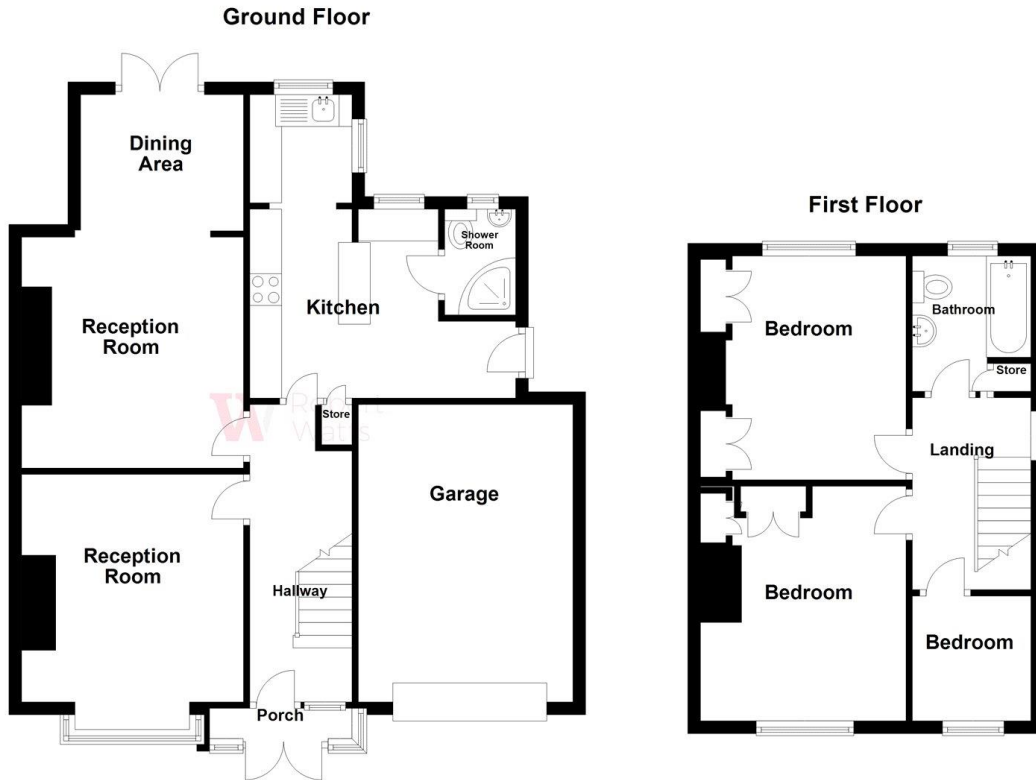 Ground Floor
Dining
Area
Shower
Room
Kitchen
Reception
Room
Store
Garage
Reception
Room
Hallway
Porch
First Floor
Bedroom
Bathroom
Store
Landing
Bedroom
Bedroom